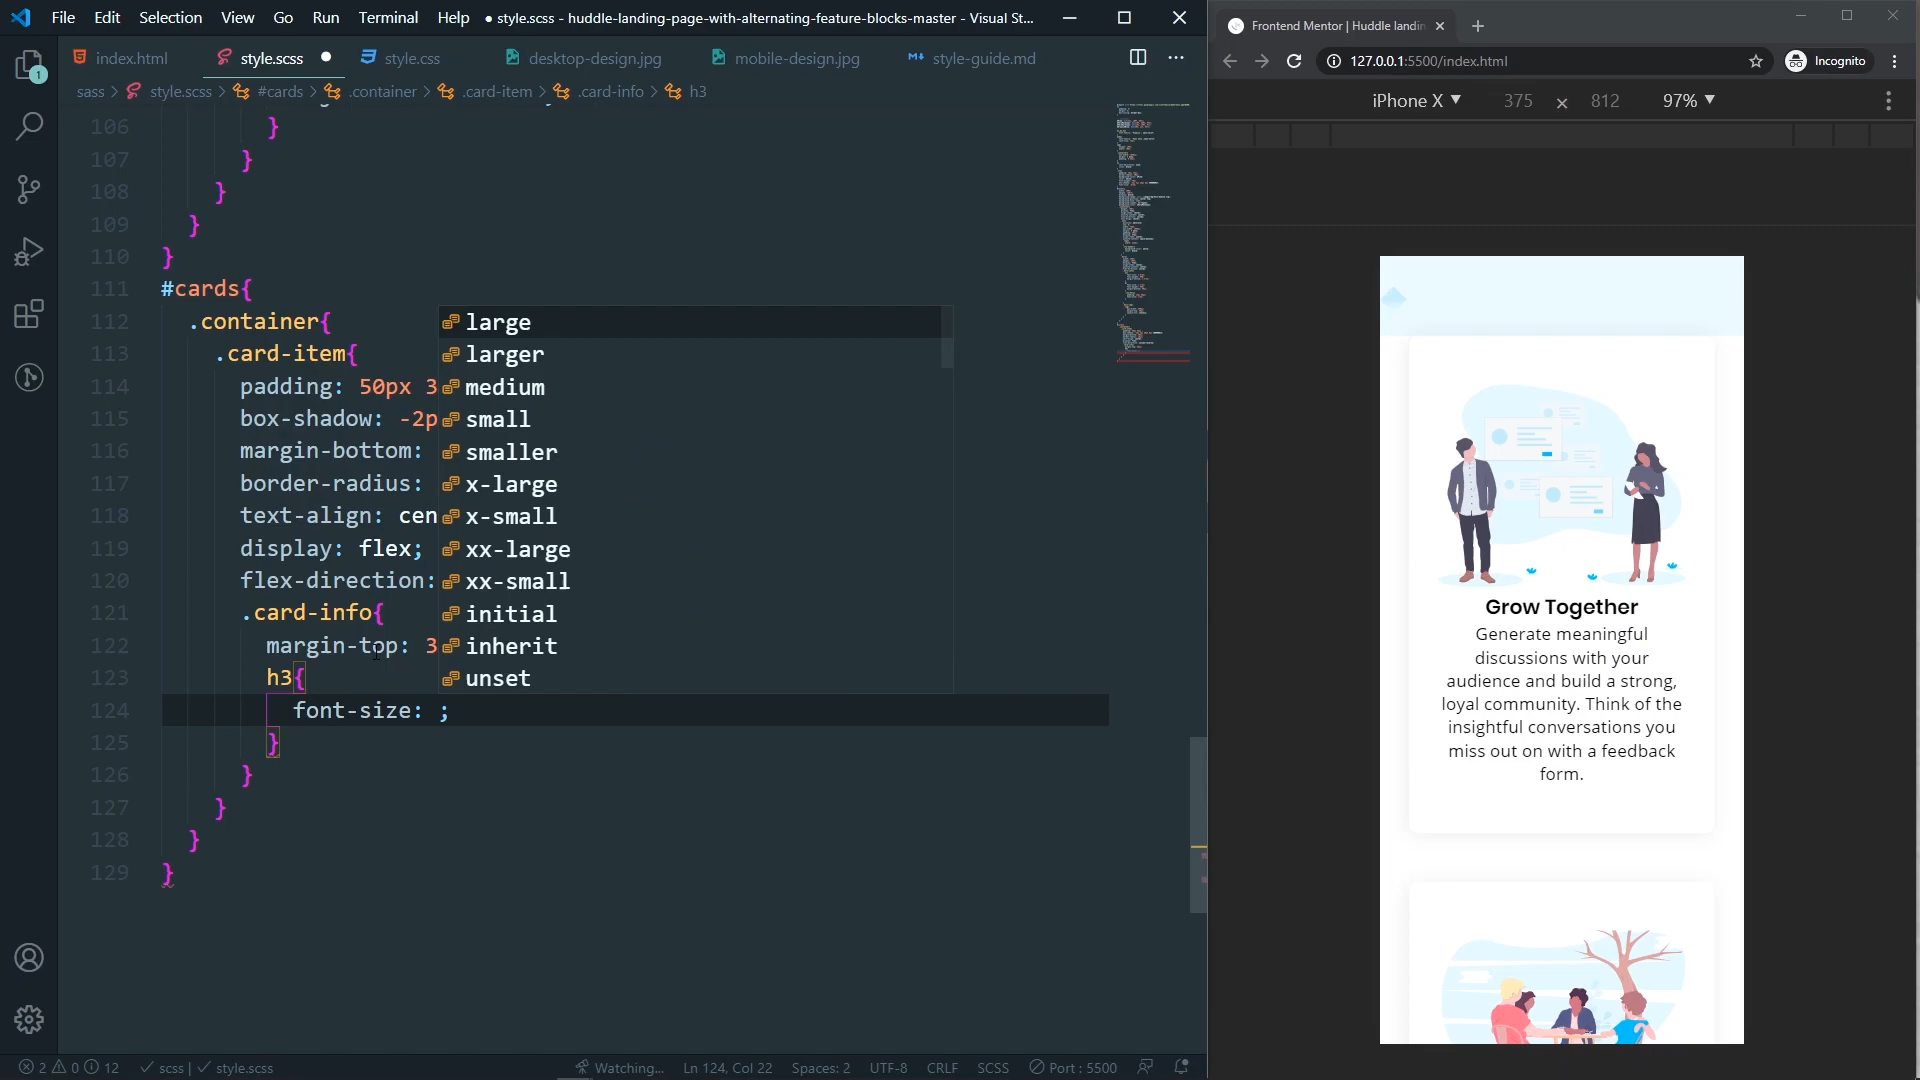 File Edit Selection View Go Run Terminal Help ● style.scss - huddle-landing-page-with-alternating-feature-blocks-master - Visual St...
index.html style.scss style.css desktop-design.jpg mobile-design.jpg style-guide.md
sass > style.scss > #cards > .container > .card-item > .card-info > h3
106 }
107 }
108 }
109 }
110 }
111 #cards{
112 .container{
113 .card-item{
114 padding: 50px 3
115 box-shadow: -2p
116 margin-bottom:
117 border-radius:
118 text-align: cen
119 display: flex;
120 flex-direction:
121 .card-info{
122 margin-top: 3
123 h3{
124 font-size: ;
125 }
126 }
127 }
128 }
129 }
large
larger
medium
small
smaller
x-large
x-small
xx-large
xx-small
initial
inherit
unset
1
2 0 12 scss | style.scss Watching... Ln 124, Col 22 Spaces: 2 UTF-8 CRLF SCSS Port : 5500
Frontend Mentor | Huddle landin
127.0.0.1:5500/index.html Incognito
iPhone X ▼ 375 × 812 97% ▼
Grow Together
Generate meaningful
discussions with your
audience and build a strong,
loyal community. Think of the
insightful conversations you
miss out on with a feedback
form.